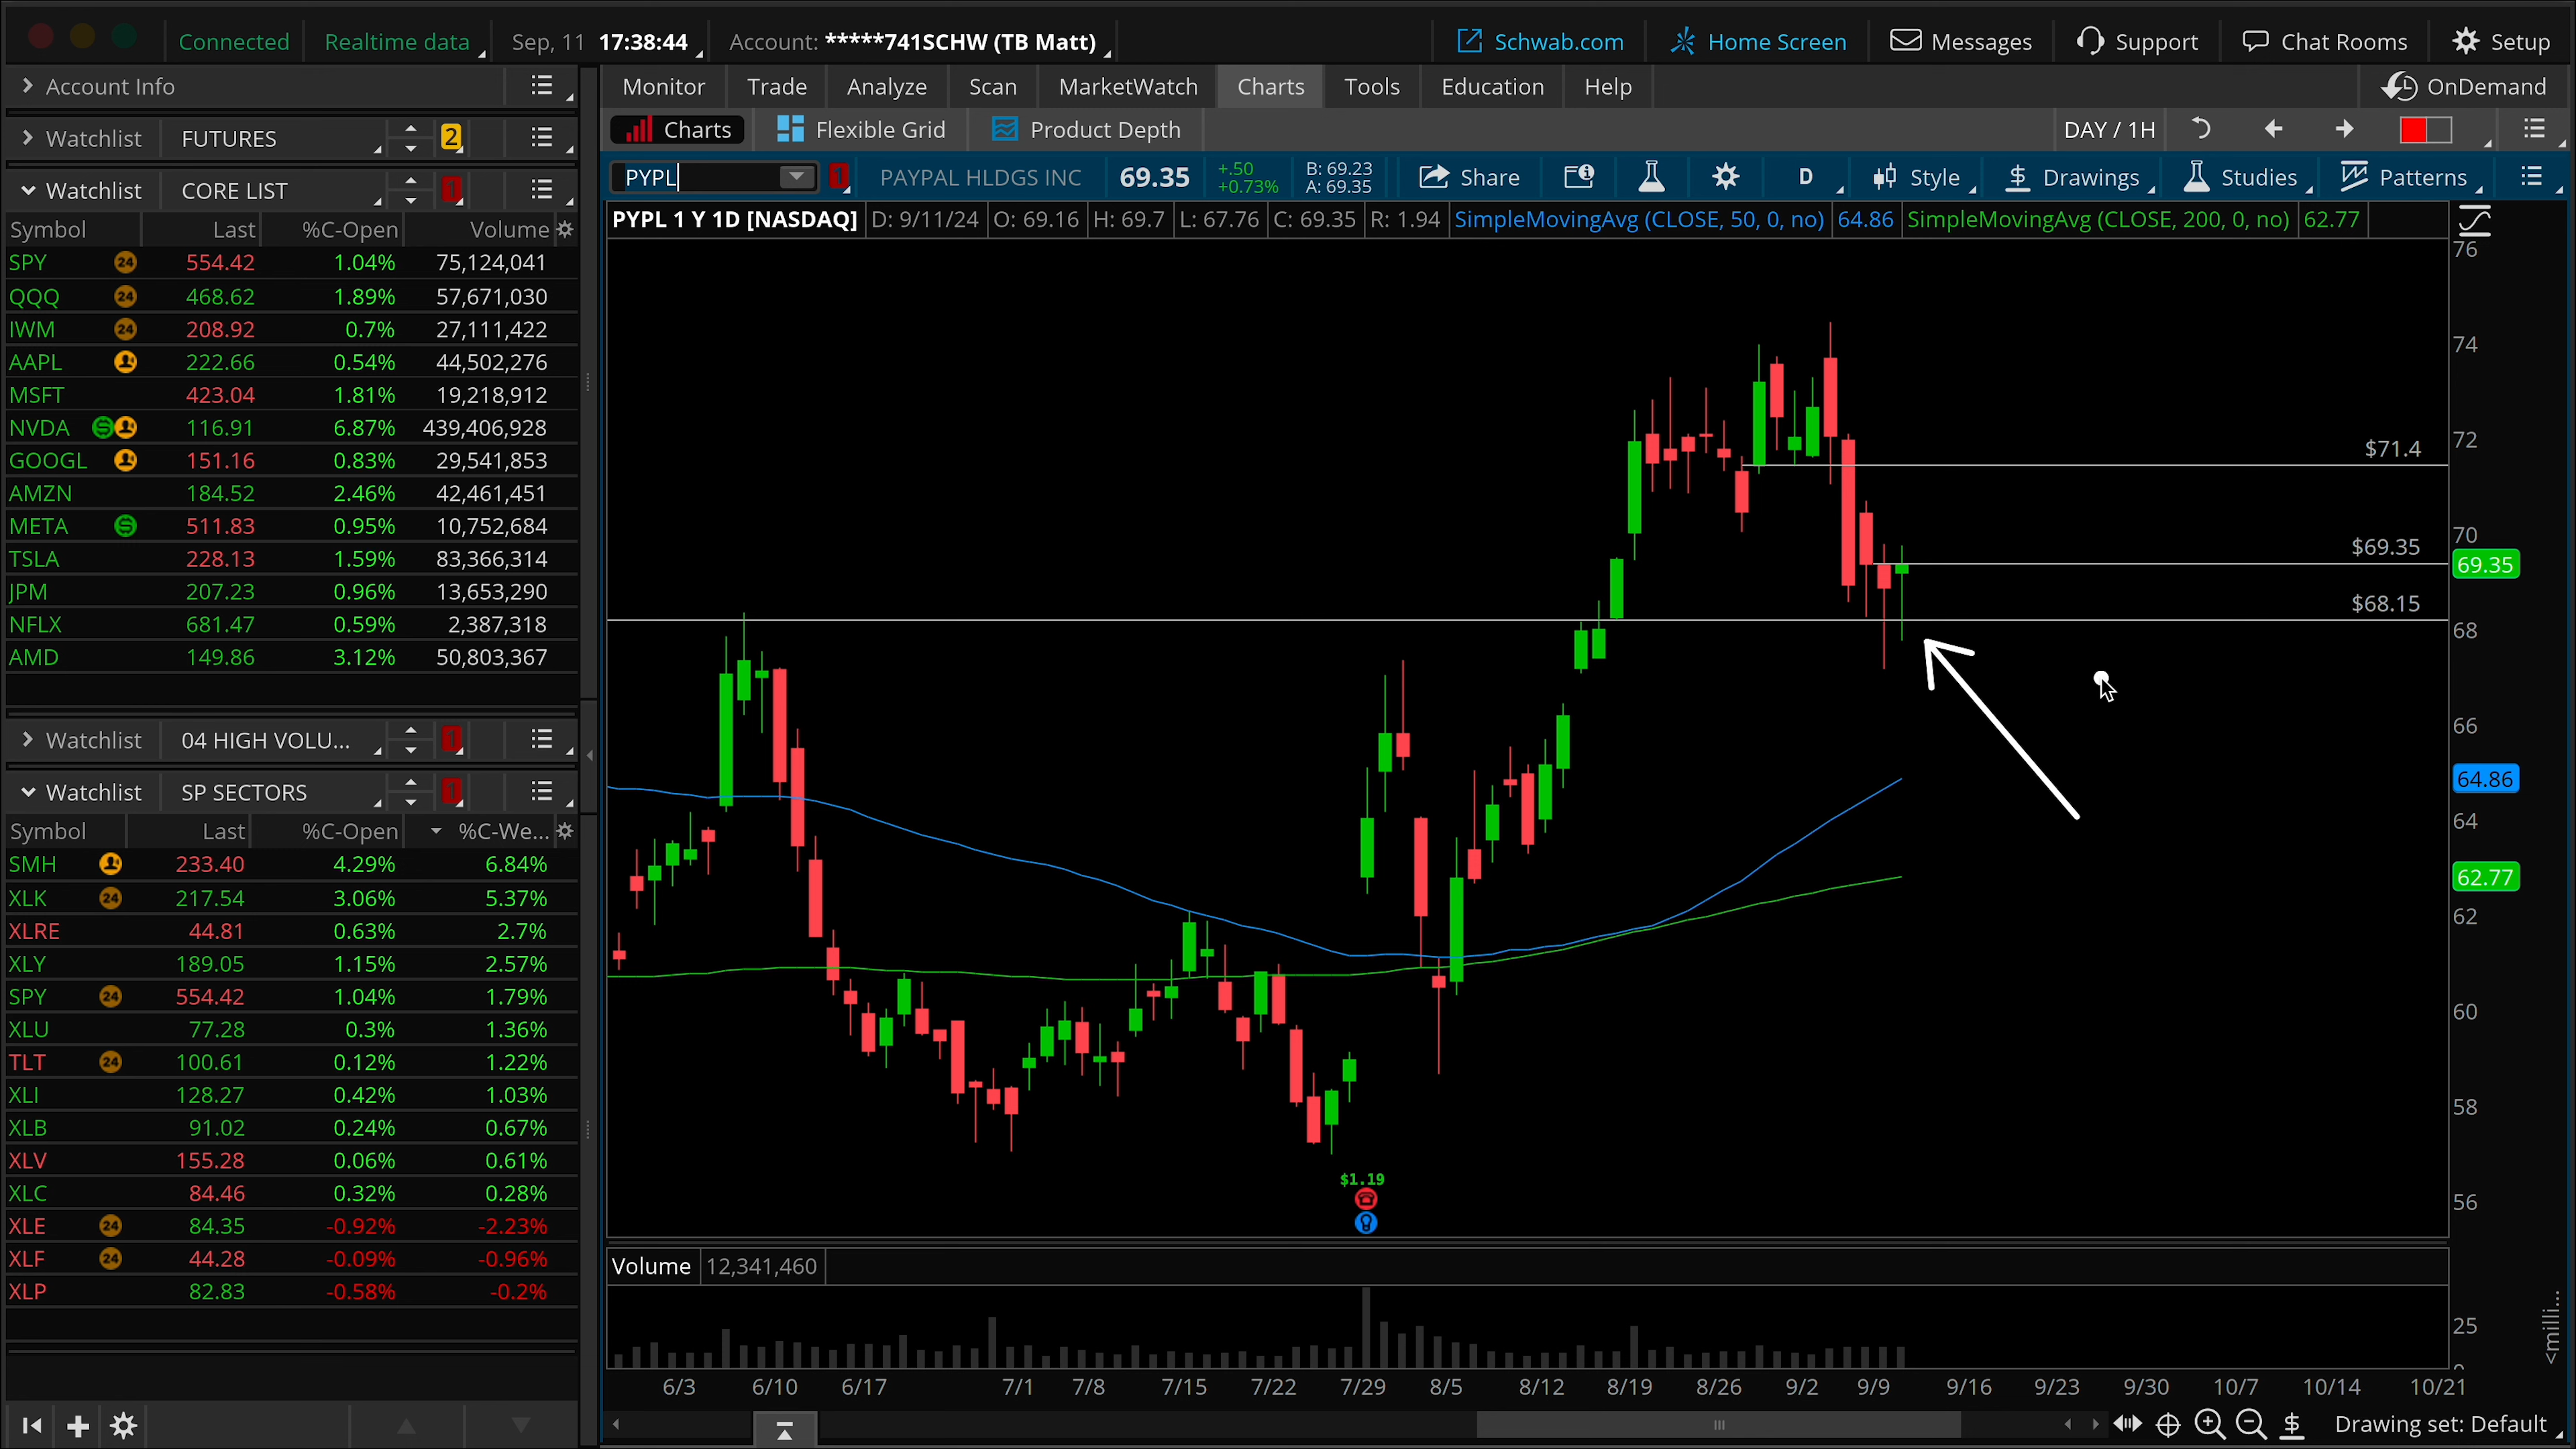 Connected Realtime data Sep, 11 17:38:44 Account: *****741SCHW (TB Matt) Schwab.com Home Screen Messages Support Chat Rooms Setup
Account Info
Monitor Trade Analyze Scan MarketWatch Charts Tools Education Help OnDemand
Watchlist FUTURES 2
Charts Flexible Grid Product Depth DAY / 1H
Watchlist CORE LIST 1
PYPL 1 PAYPAL HLDGS INC 69.35 +.50 +0.73% B: 69.23 A: 69.35 Share D Style Drawings Studies Patterns
PYPL 1 Y 1D [NASDAQ] D: 9/11/24 O: 69.16 H: 69.7 L: 67.76 C: 69.35 R: 1.94 SimpleMovingAvg (CLOSE, 50, 0, no) 64.86 SimpleMovingAvg (CLOSE, 200, 0, no) 62.77
Symbol Last %C-Open Volume
SPY 24 554.42 1.04% 75,124,041
QQQ 24 468.62 1.89% 57,671,030
IWM 24 208.92 0.7% 27,111,422
AAPL 222.66 0.54% 44,502,276
MSFT 423.04 1.81% 19,218,912
NVDA 116.91 6.87% 439,406,928
GOOGL 151.16 0.83% 29,541,853
AMZN 184.52 2.46% 42,461,451
META 511.83 0.95% 10,752,684
TSLA 228.13 1.59% 83,366,314
JPM 207.23 0.96% 13,653,290
NFLX 681.47 0.59% 2,387,318
AMD 149.86 3.12% 50,803,367
Watchlist 04 HIGH VOLU... 1
Watchlist SP SECTORS 1
Symbol Last %C-Open %C-We...
SMH 233.40 4.29% 6.84%
XLK 24 217.54 3.06% 5.37%
XLRE 44.81 0.63% 2.7%
XLY 189.05 1.15% 2.57%
SPY 24 554.42 1.04% 1.79%
XLU 77.28 0.3% 1.36%
TLT 24 100.61 0.12% 1.22%
XLI 128.27 0.42% 1.03%
XLB 91.02 0.24% 0.67%
XLV 155.28 0.06% 0.61%
XLC 84.46 0.32% 0.28%
XLE 24 84.35 -0.92% -2.23%
XLF 24 44.28 -0.09% -0.96%
XLP 82.83 -0.58% -0.2%
76
74
72
$71.4
70
$69.35
69.35
$68.15
68
66
64.86
64
62.77
62
60
58
56
$1.19
Volume 12,341,460
25
<milli...
6/3 6/10 6/17 7/1 7/8 7/15 7/22 7/29 8/5 8/12 8/19 8/26 9/2 9/9 9/16 9/23 9/30 10/7 10/14 10/21
Drawing set: Default